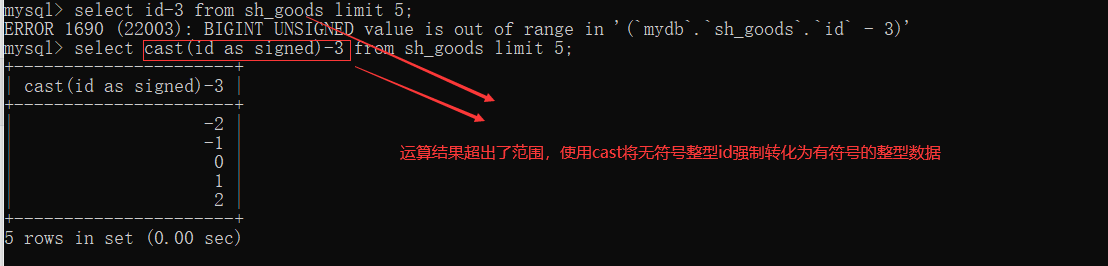 mysql> select id-3 from sh_goods limit 5;
ERROR 1690 (22003): BIGINT UNSIGNED value is out of range in '(`mydb`.`sh_goods`.`id` - 3)'
mysql> select cast(id as signed)-3 from sh_goods limit 5;
+----------------------+
| cast(id as signed)-3 |
+----------------------+
| -2 |
| -1 |
| 0 |
| 1 |
| 2 |
+----------------------+
5 rows in set (0.00 sec)
运算结果超出了范围，使用cast将无符号整型id强制转化为有符号的整型数据